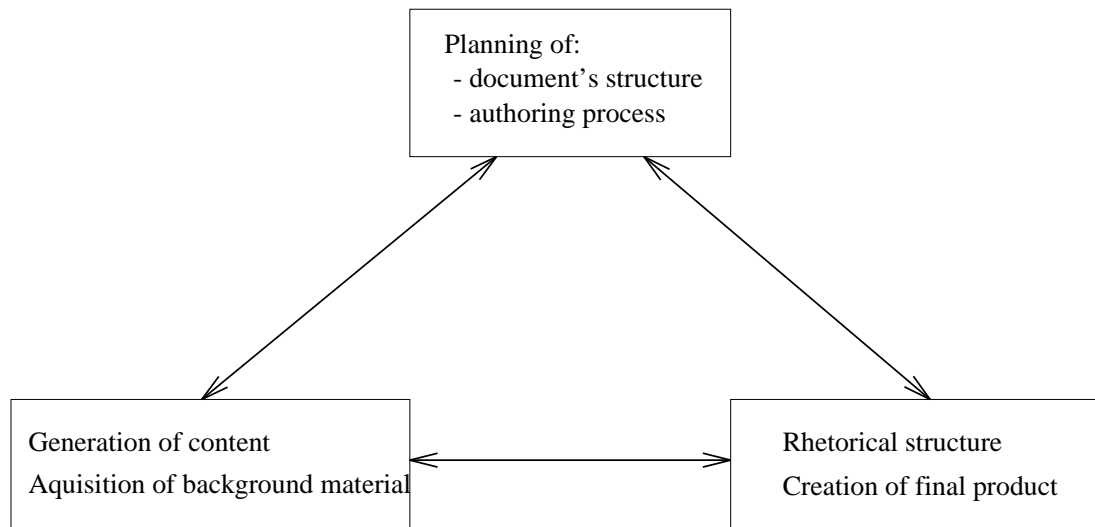 Planning of:
- document’s structure
- authoring process
Generation of content
Aquisition of background material
Rhetorical structure
Creation of final product